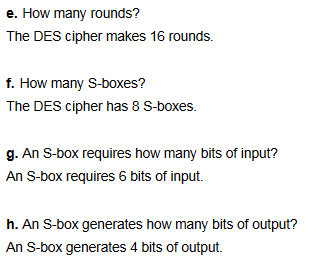 e. How many rounds?
The DES cipher makes 16 rounds.
f. How many S-boxes?
The DES cipher has 8 S-boxes.
g. An S-box requires how many bits of input?
An S-box requires 6 bits of input.
h. An S-box generates how many bits of output?
An S-box generates 4 bits of output.